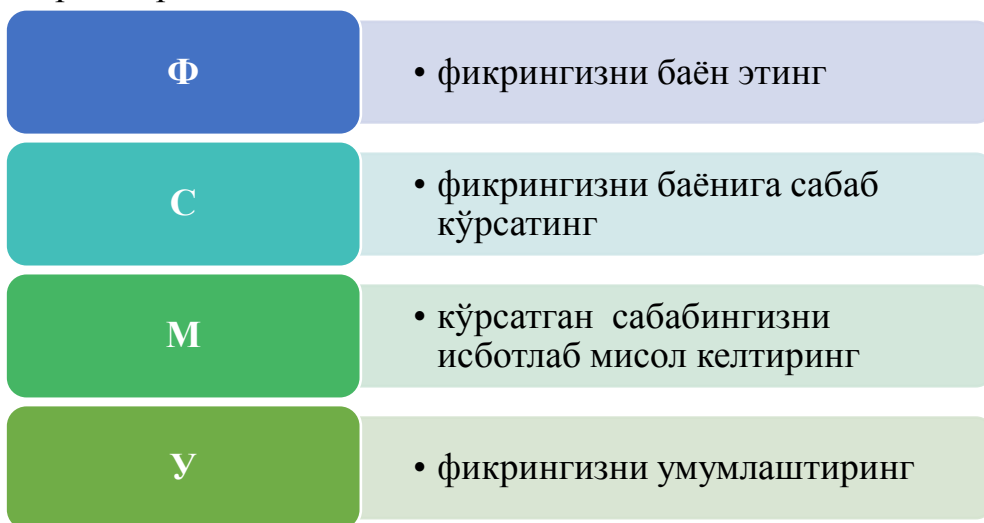 Ф
• фикрингизни баён этинг
С
• фикрингизни баёнига сабаб
кўрсатинг
М
• кўрсатган сабабингизни
исботлаб мисол келтиринг
У
• фикрингизни умумлаштиринг